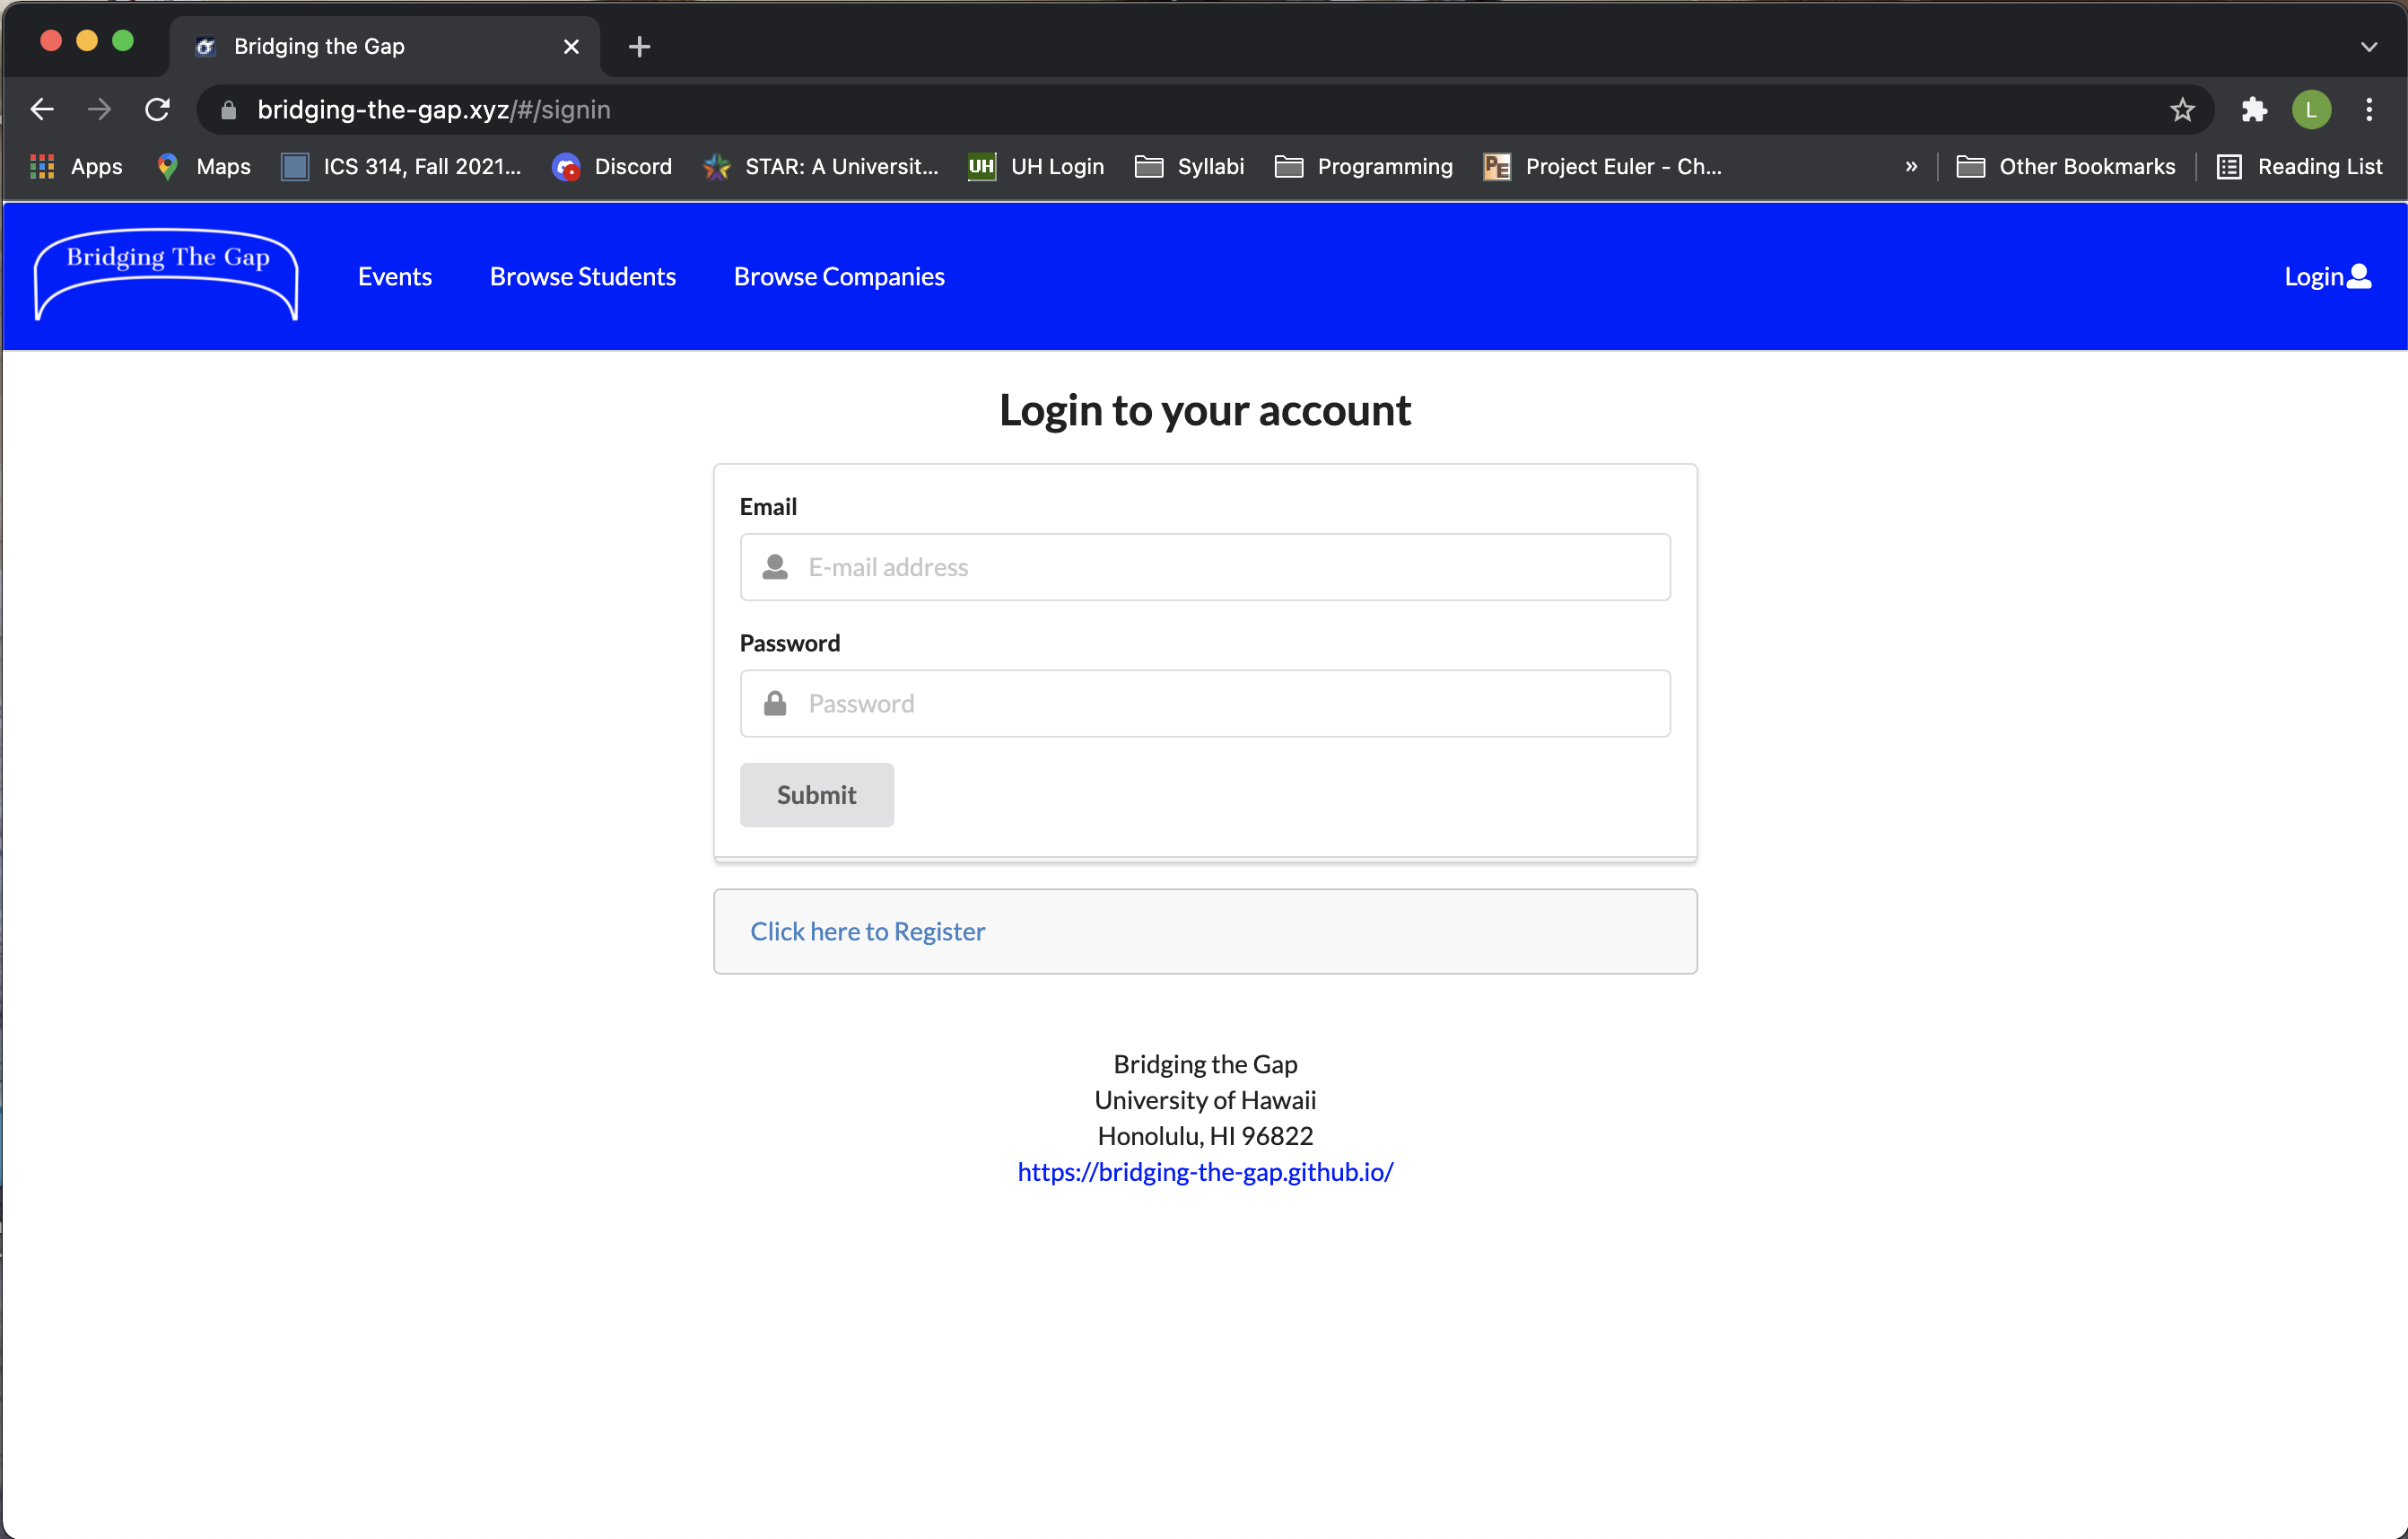 Bridging the Gap
bridging-the-gap.xyz/#/signin
L
Apps Maps ICS 314, Fall 2021... Discord STAR: A Universit... UH UH Login Syllabi Programming PE Project Euler - Ch... » Other Bookmarks Reading List
Bridging The Gap Events Browse Students Browse Companies Login
Login to your account
Email
E-mail address
Password
Password
Submit
Click here to Register
Bridging the Gap
University of Hawaii
Honolulu, HI 96822
https://bridging-the-gap.github.io/